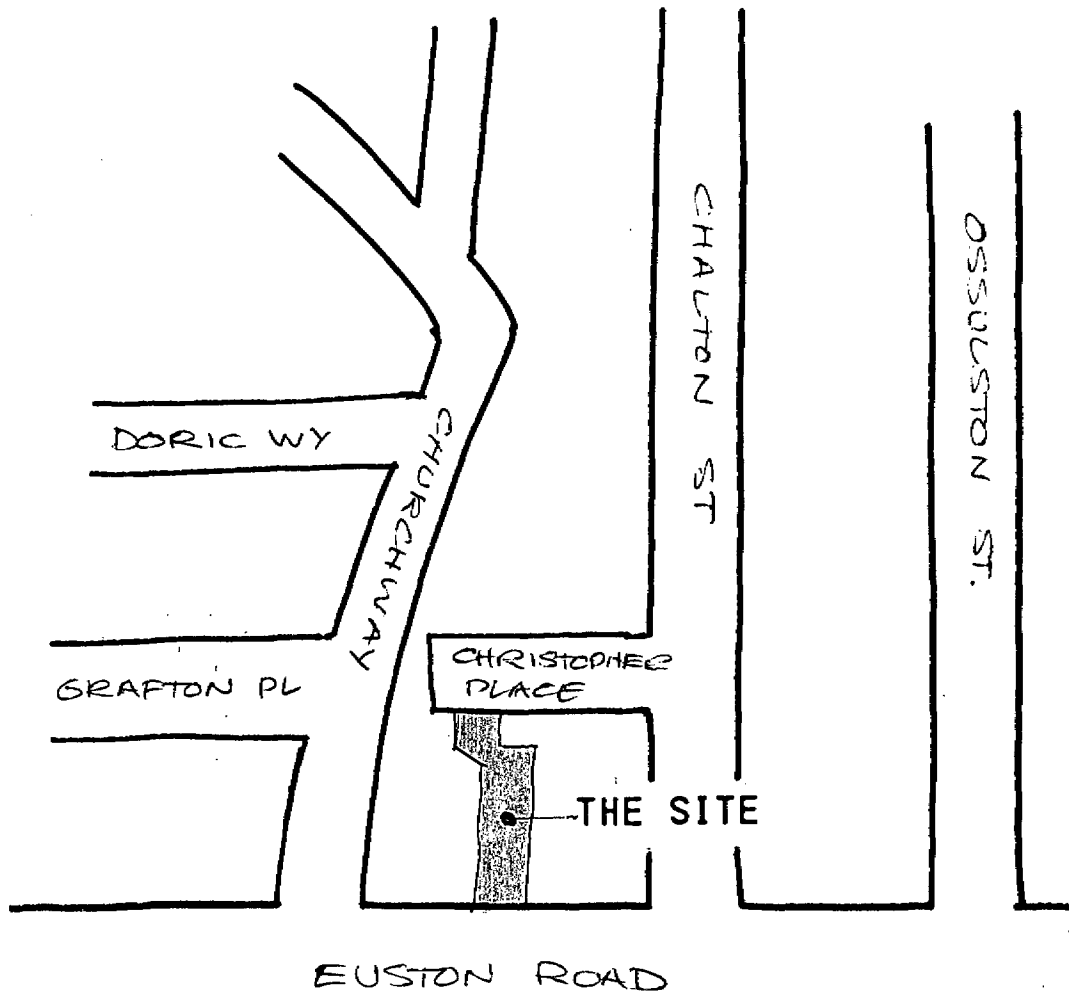 CHALTON ST
OSSULSTON ST.
DORIC WY
CHURCHWAY
GRAFTON PL
CHRISTOPHER
PLACE
THE SITE
EUSTON ROAD